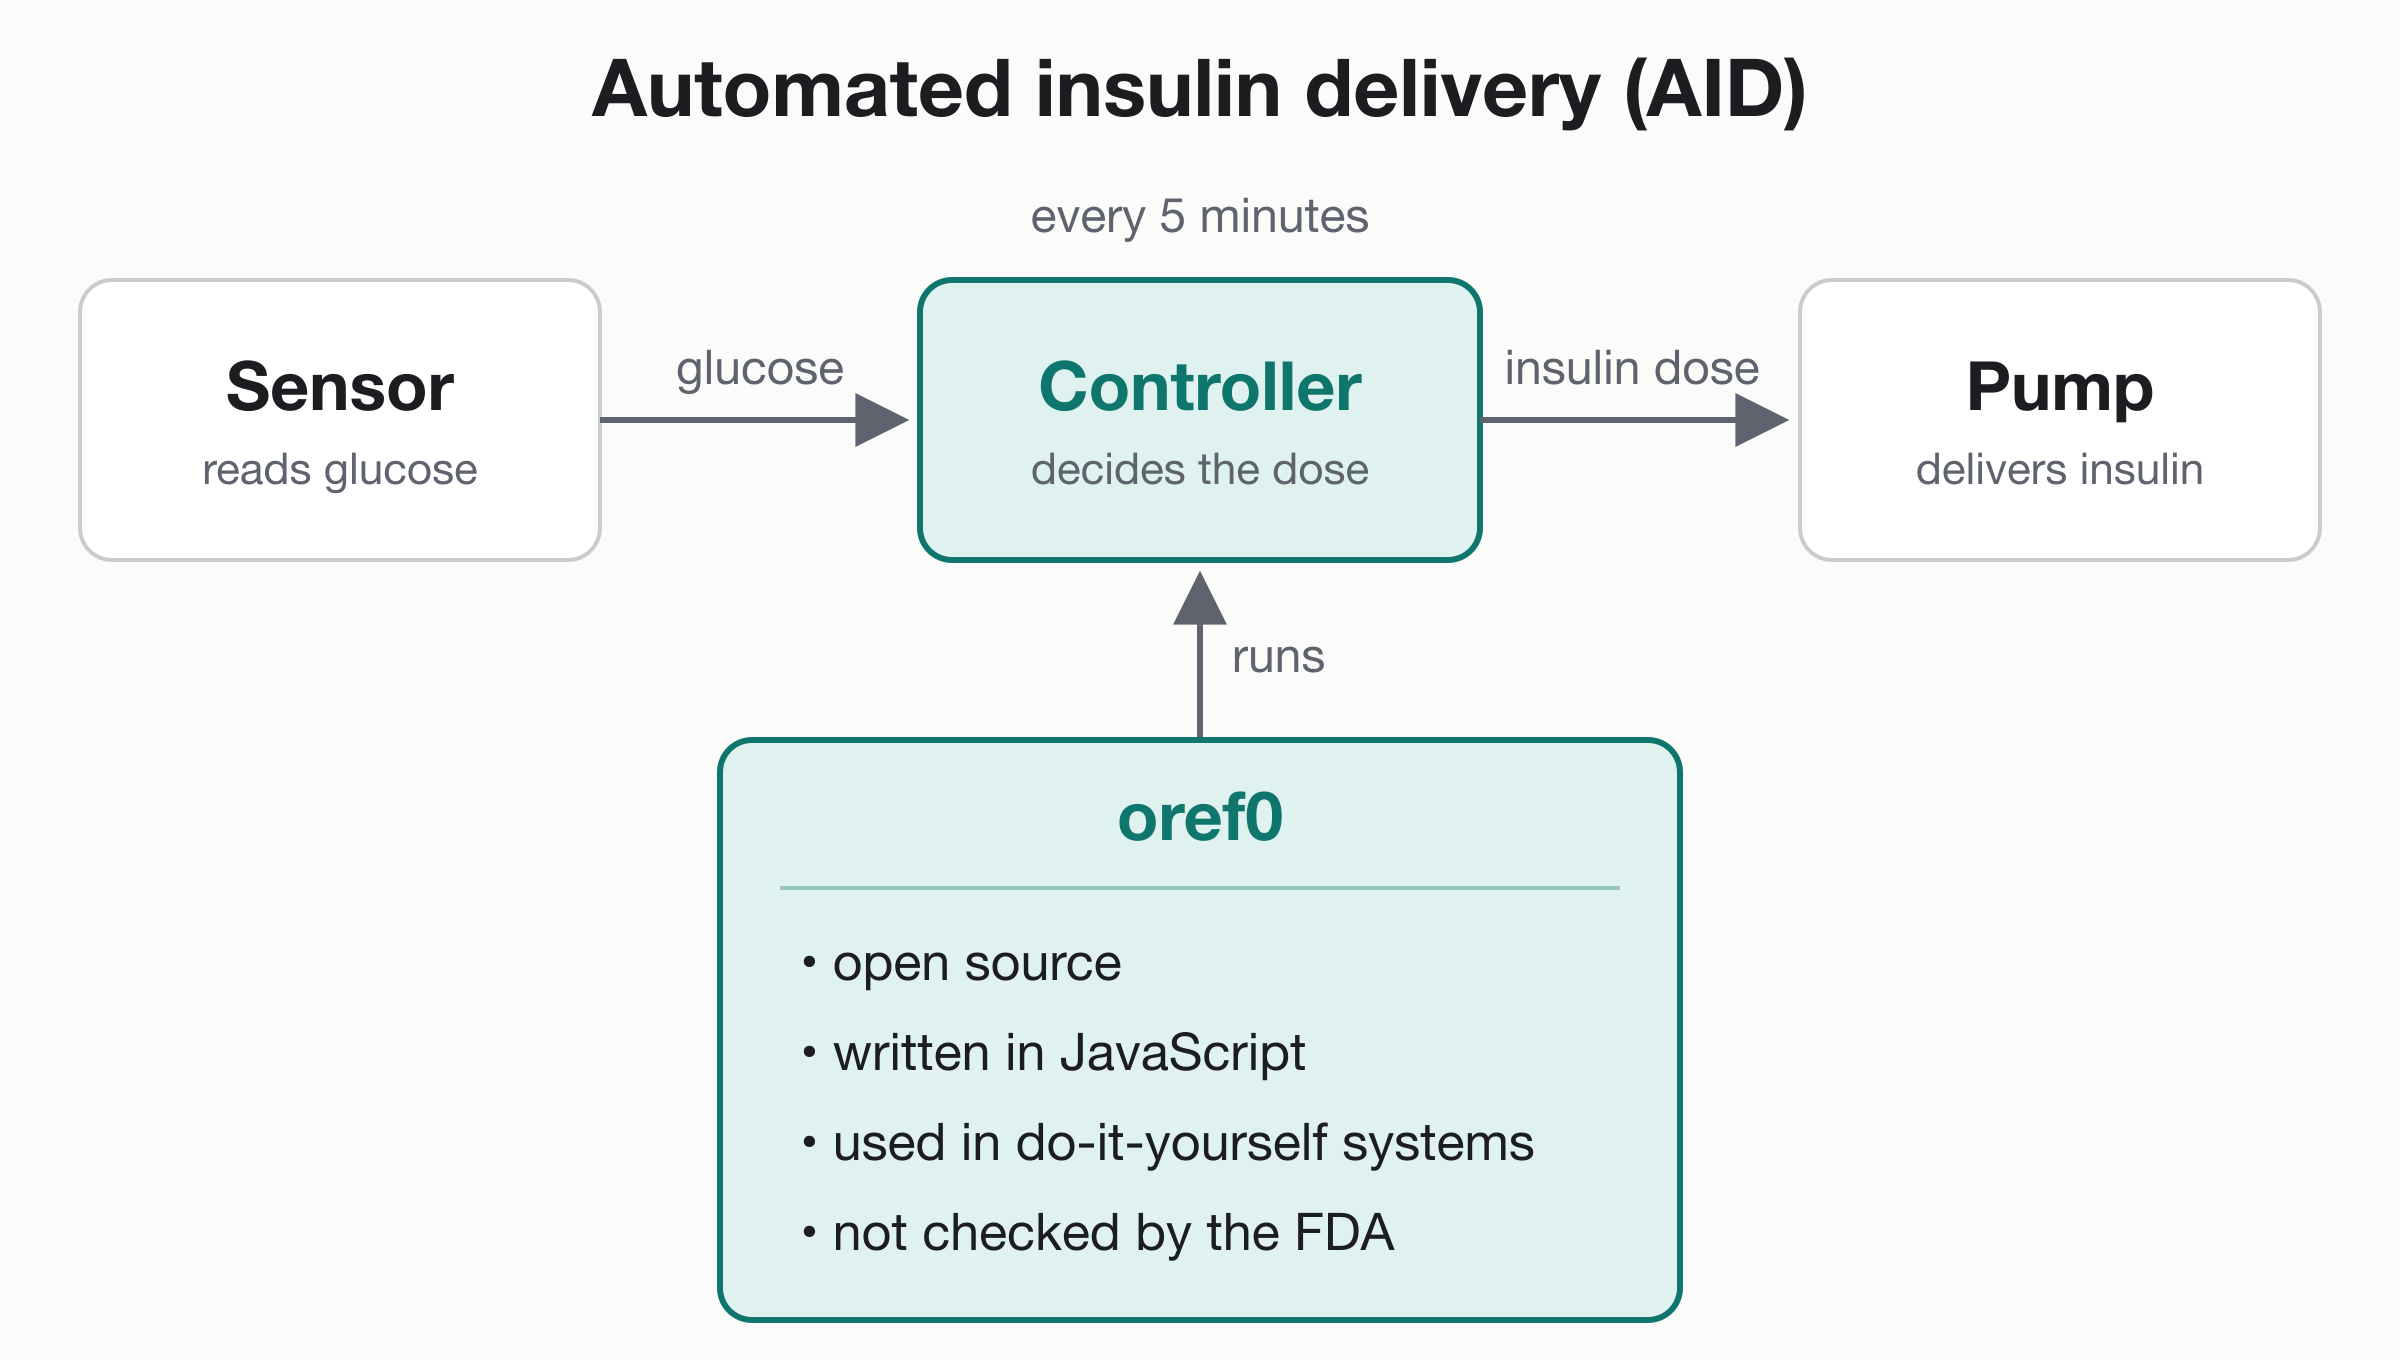 Automated insulin delivery (AID)
every 5 minutes
Sensor
reads glucose
glucose
Controller
decides the dose
insulin dose
Pump
delivers insulin
runs
oref0
• open source
• written in JavaScript
• used in do-it-yourself systems
• not checked by the FDA